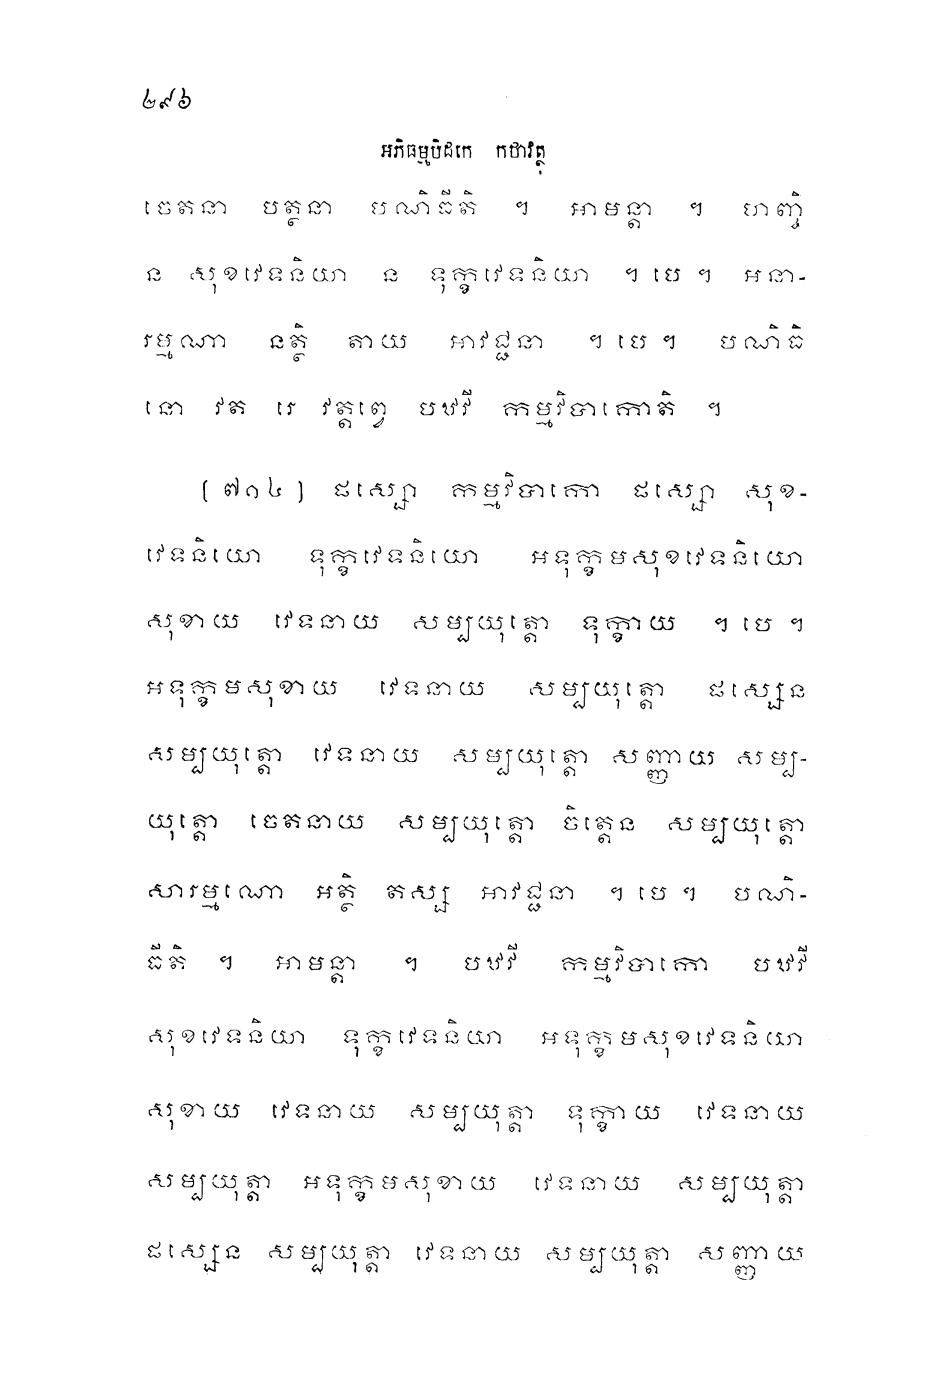 ២៩៦
អភិធម្មបិដកេ កថាវត្ថុ
ចេតនា បត្ថនា បណិធីតិ ។ អាមន្តា ។ ហញ្ចិ
ន សុខវេទនិយា ន ទុក្ខវេទនិយា ។ បេ ។ អនា-
រម្មណា នត្ថិ តាយ អាវជ្ជនា ។ បេ ។ បណិធិ
នោ វត រេ វត្តព្វេ បឋវី កម្មវិបាកោតិ ។
[៧១៤] ផស្សោ កម្មវិបាកោ ផស្សោ សុខ-
វេទនិយោ ទុក្ខវេទនិយោ អទុក្ខមសុខវេទនិយោ
សុខាយ វេទនាយ សម្បយុត្តោ ទុក្ខាយ ។ បេ ។
អទុក្ខមសុខាយ វេទនាយ សម្បយុត្តោ ផស្សេន
សម្បយុត្តោ វេទនាយ សម្បយុត្តោ សញ្ញាយ សម្ប-
យុត្តោ ចេតនាយ សម្បយុត្តោ ចិត្តេន សម្បយុត្តោ
សារម្មណោ អត្ថិ តស្ស អាវជ្ជនា ។ បេ ។ បណិ-
ធីតិ ។ អាមន្តា ។ បឋវី កម្មវិបាកោ បឋវី
សុខវេទនិយា ទុក្ខវេទនិយា អទុក្ខមសុខវេទនិយា
សុខាយ វេទនាយ សម្បយុត្តា ទុក្ខាយ វេទនាយ
សម្បយុត្តា អទុក្ខមសុខាយ វេទនាយ សម្បយុត្តា
ផស្សេន សម្បយុត្តា វេទនាយ សម្បយុត្តា សញ្ញាយ